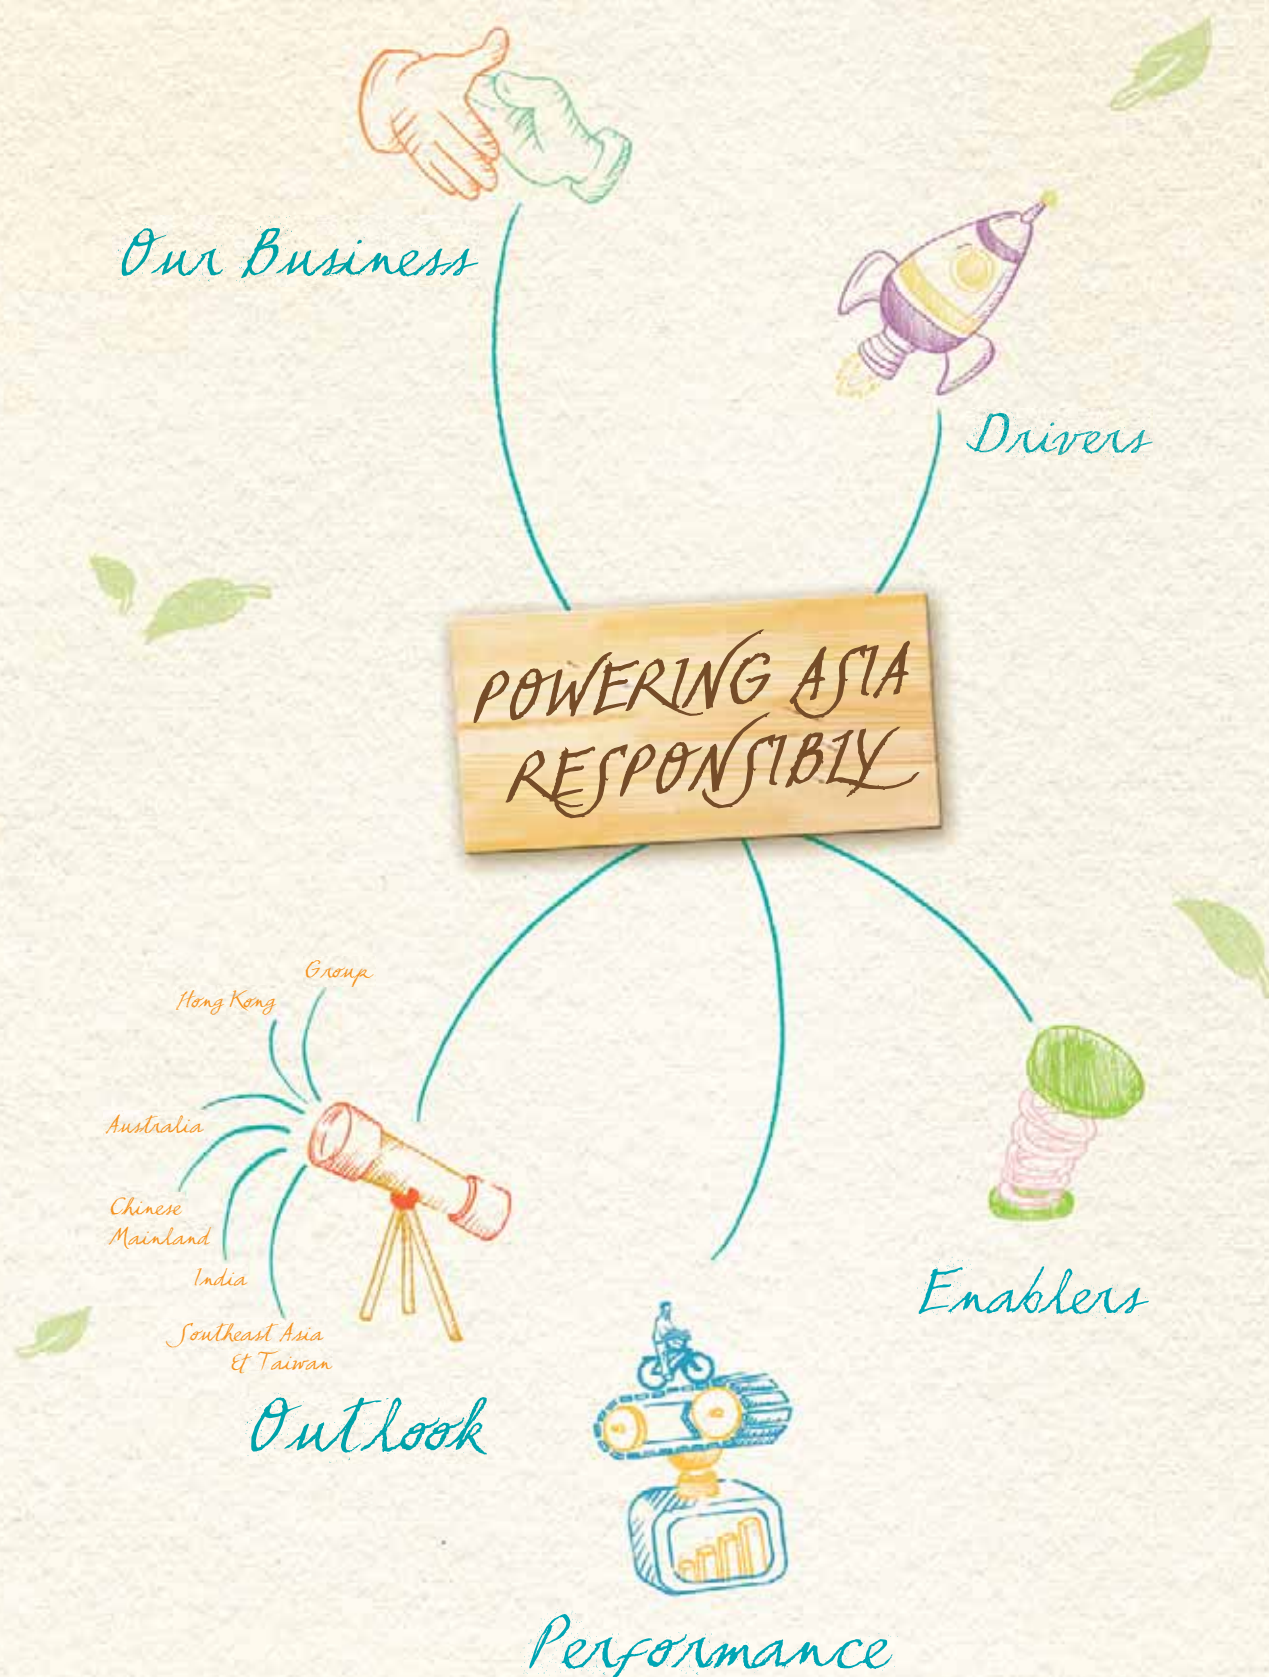 Our Business
Drivers
POWERING ASIA
RESPONSIBLY
Group
Hong Kong
Australia
Chinese
Mainland
India
Southeast Asia
& Taiwan
Outlook
Enablers
Performance